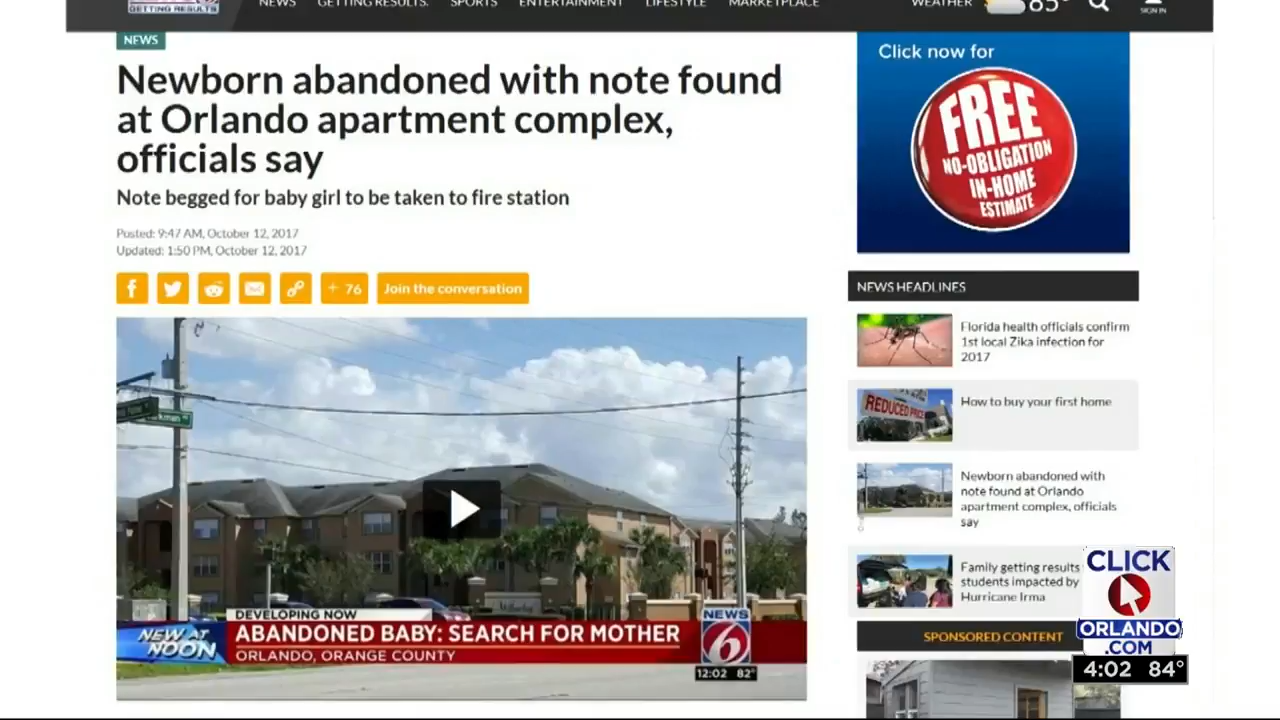 GETTING RESULTS
NEWS GETTING RESULTS. SPORTS ENTERTAINMENT LIFESTYLE MARKETPLACE WEATHER 85° SIGN IN
NEWS
Newborn abandoned with note found
at Orlando apartment complex,
officials say
Note begged for baby girl to be taken to fire station
Posted: 9:47 AM, October 12, 2017
Updated: 1:50 PM, October 12, 2017
+ 76
Join the conversation
DEVELOPING NOW
NEW AT
NOON
ABANDONED BABY: SEARCH FOR MOTHER
ORLANDO, ORANGE COUNTY
NEWS
6
12:02 82°
Click now for
FREE
NO-OBLIGATION
IN-HOME
ESTIMATE
NEWS HEADLINES
Florida health officials confirm
1st local Zika infection for
2017
REDUCED PRICE
How to buy your first home
Newborn abandoned with
note found at Orlando
apartment complex, officials
say
Family getting results
students impacted by
Hurricane Irma
SPONSORED CONTENT
CLICK
ORLANDO
.COM
4:02 84°